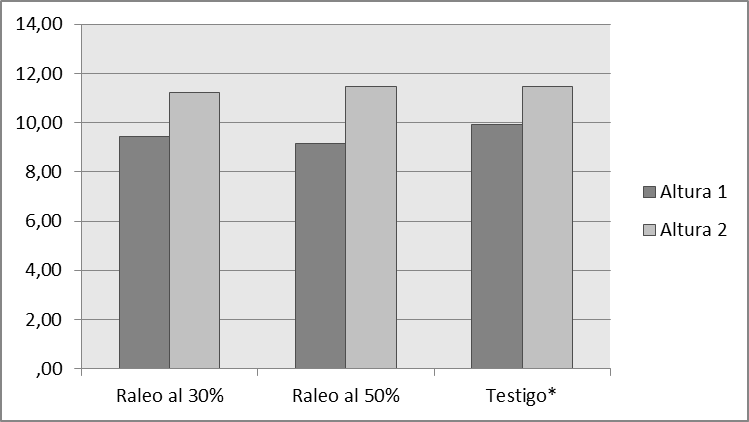 14,00
12,00
10,00
8,00
6,00
4,00
2,00
,00
Raleo al 30%
Raleo al 50%
Testigo*
Altura 1
Altura 2